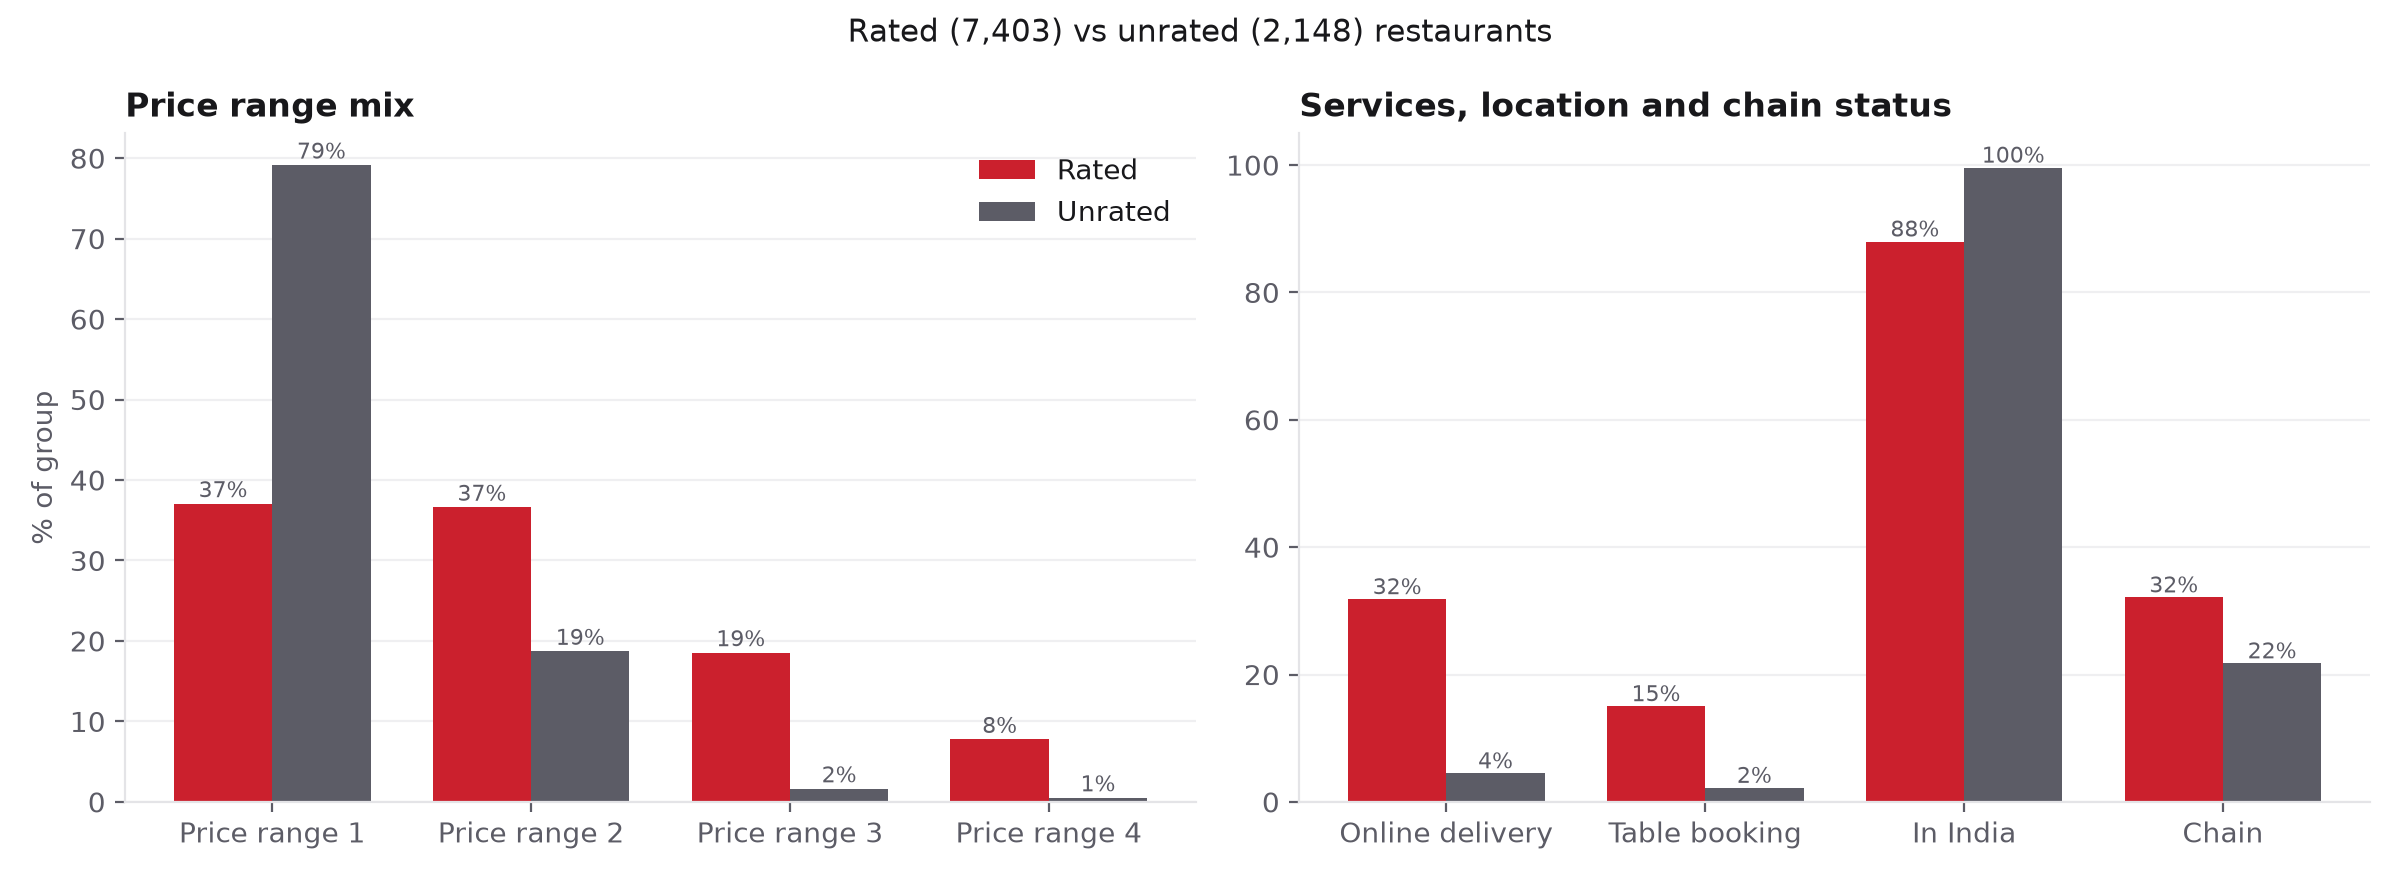 Rated (7,403) vs unrated (2,148) restaurants
Price range mix
80
70
60
50
40
30
20
10
0
% of group
37%
79%
37%
19%
19%
2%
8%
1%
Rated
Unrated
Price range 1
Price range 2
Price range 3
Price range 4
Services, location and chain status
100
80
60
40
20
0
32%
4%
15%
2%
88%
100%
32%
22%
Online delivery
Table booking
In India
Chain